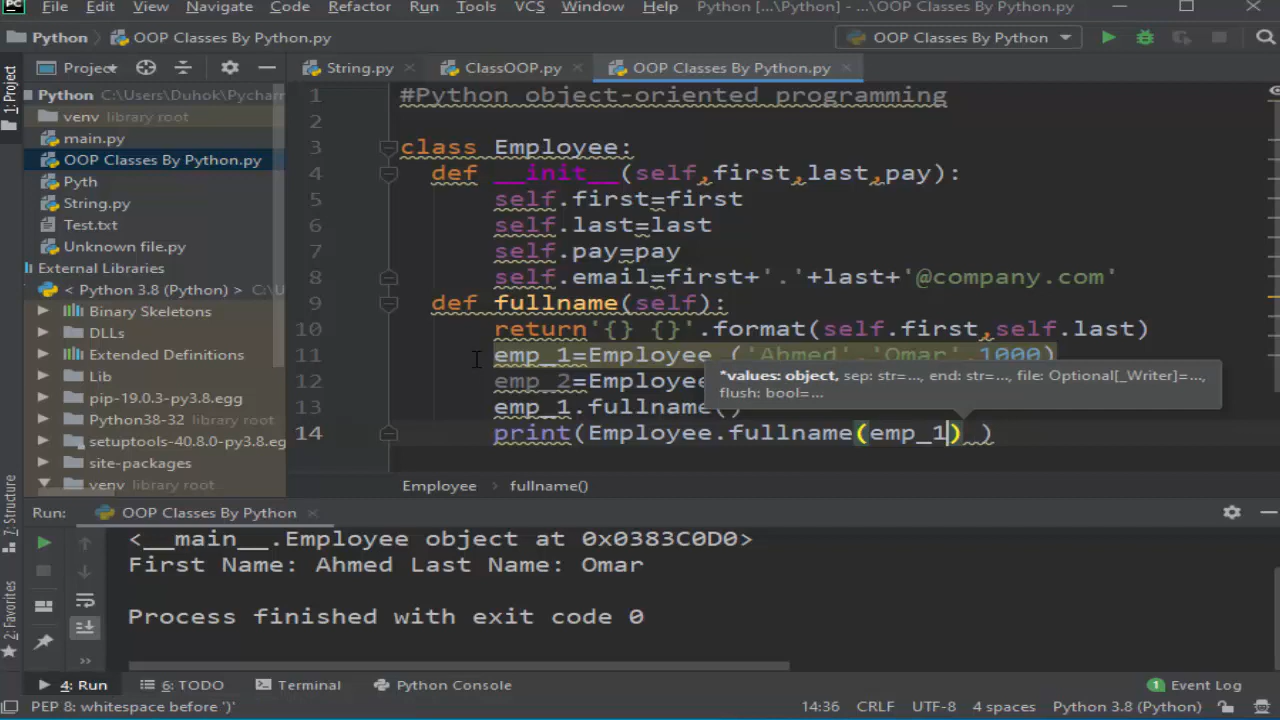 File Edit View Navigate Code Refactor Run Tools VCS Window Help Python [...\Python] - ...\OOP Classes By Python.py
Python OOP Classes By Python.py OOP Classes By Python
1: Project
Project String.py ClassOOP.py OOP Classes By Python.py
Python C:\Users\Duhok\Pychar
venv library root
main.py
OOP Classes By Python.py
Pyth
String.py
Test.txt
Unknown file.py
External Libraries
< Python 3.8 (Python) > C:\U
Binary Skeletons
DLLs
Extended Definitions
Lib
pip-19.0.3-py3.8.egg
Python38-32 library root
setuptools-40.8.0-py3.8.eg
site-packages
venv library root
1 #Python object-oriented programming
2
3 class Employee:
4 def __init__(self,first,last,pay):
5 self.first=first
6 self.last=last
7 self.pay=pay
8 self.email=first+'.'+last+'@company.com'
9 def fullname(self):
10 return'{} {}'.format(self.first,self.last)
11 emp_1=Employee ('Ahmed','Omar',1000)
12 emp_2=Employee
13 emp_1.fullname()
14 print(Employee.fullname(emp_1) )
*values: object, sep: str=..., end: str=..., file: Optional[_Writer]=...,
flush: bool=...
Employee fullname()
Run: OOP Classes By Python
<__main__.Employee object at 0x0383C0D0>
First Name: Ahmed Last Name: Omar
Process finished with exit code 0
7: Structure
2: Favorites
4: Run 6: TODO Terminal Python Console 1 Event Log
PEP 8: whitespace before ')' 14:36 CRLF UTF-8 4 spaces Python 3.8 (Python)